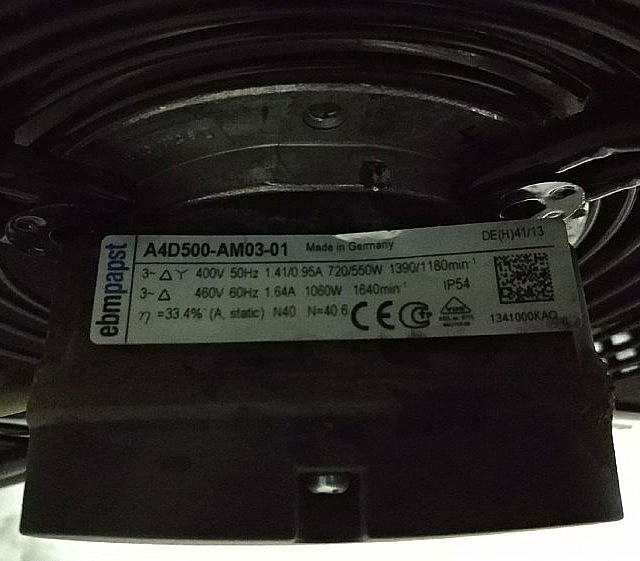 ebmpapst
A4D500-AM03-01 Made in Germany DE(H)41/13
3~ △ Y 400V 50Hz 1.41/0.95A 720/550W 1390/1180min⁻¹
3~ △ 460V 60Hz 1.64A 1060W 1640min⁻¹ IP54
η =33.4% (A, static) N40 N=40.6 CE
1341000KAO